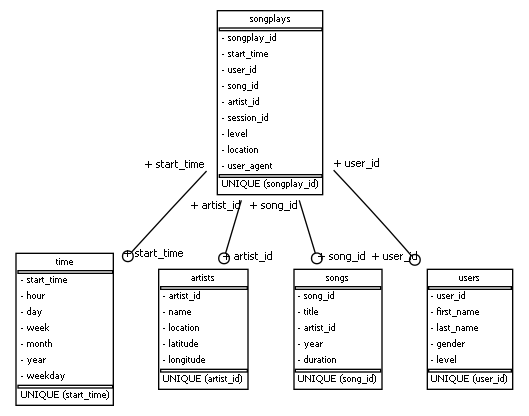 songplays
- songplay_id
- start_time
- user_id
- song_id
- artist_id
- session_id
- level
- location
- user_agent
UNIQUE (songplay_id)
+ start_time
+ user_id
+ artist_id
+ song_id
+ start_time
+ artist_id
+ song_id
+ user_id
time
- start_time
- hour
- day
- week
- month
- year
- weekday
UNIQUE (start_time)
artists
- artist_id
- name
- location
- latitude
- longitude
UNIQUE (artist_id)
songs
- song_id
- title
- artist_id
- year
- duration
UNIQUE (song_id)
users
- user_id
- first_name
- last_name
- gender
- level
UNIQUE (user_id)